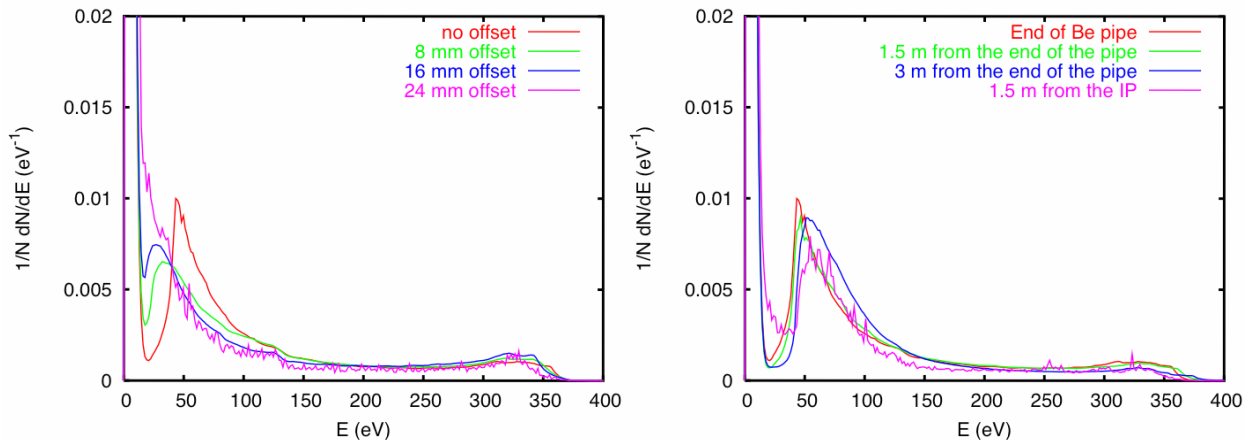 0.02
0.015
0.01
0.005
0
1/N dN/dE (eV⁻¹)
no offset
8 mm offset
16 mm offset
24 mm offset
0 50 100 150 200 250 300 350 400
E (eV)
0.02
0.015
0.01
0.005
0
1/N dN/dE (eV⁻¹)
End of Be pipe
1.5 m from the end of the pipe
3 m from the end of the pipe
1.5 m from the IP
0 50 100 150 200 250 300 350 400
E (eV)